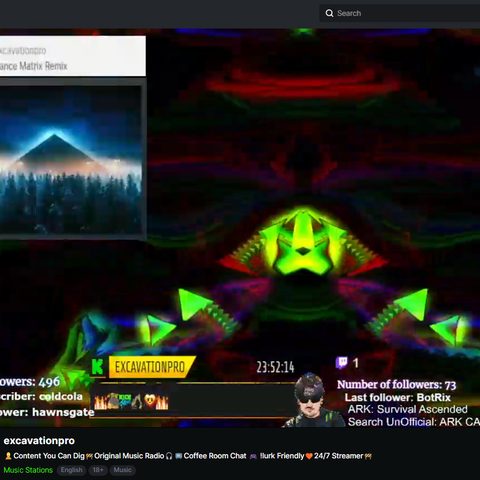 Search
excavationpro
ance Matrix Remix
EXCAVATIONPRO
23:52:14
1
owers: 496
scriber: coldcola
ower: hawnsgate
Number of followers: 73
Last follower: BotRix
ARK: Survival Ascended
Search UnOfficial: ARK CA
excavationpro
Content You Can Dig Original Music Radio Coffee Room Chat !lurk Friendly 24/7 Streamer
Music Stations English 18+ Music